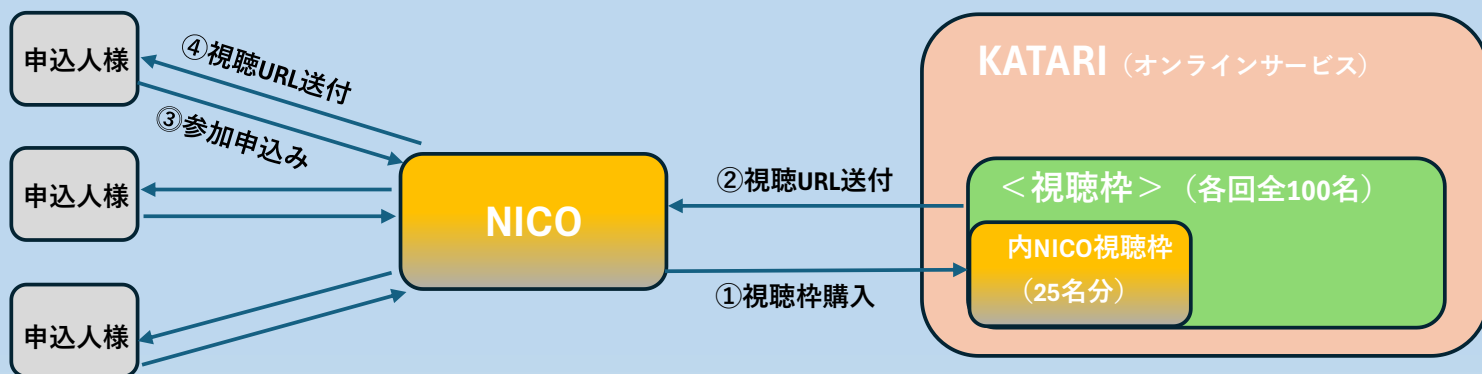 申込人様
④視聴URL送付
③参加申込み
申込人様
申込人様
NICO
②視聴URL送付
①視聴枠購入
KATARI（オンラインサービス）
＜視聴枠＞（各回全100名）
内NICO視聴枠
（25名分）